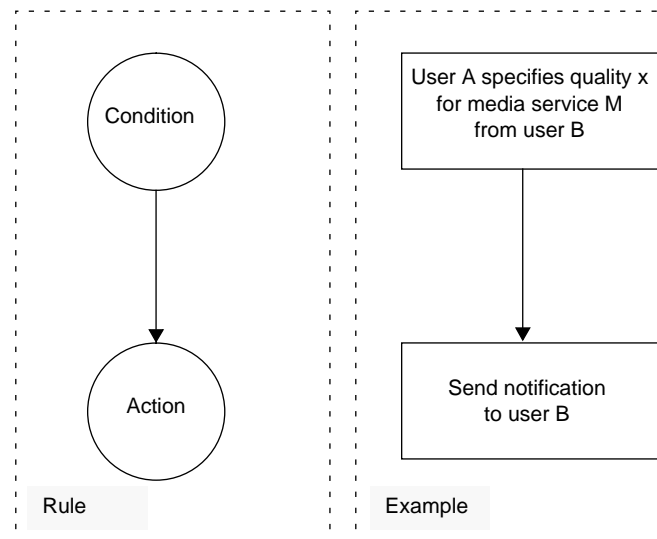 Condition
Action
Rule
User A specifies quality x
for media service M
from user B
Send notification
to user B
Example